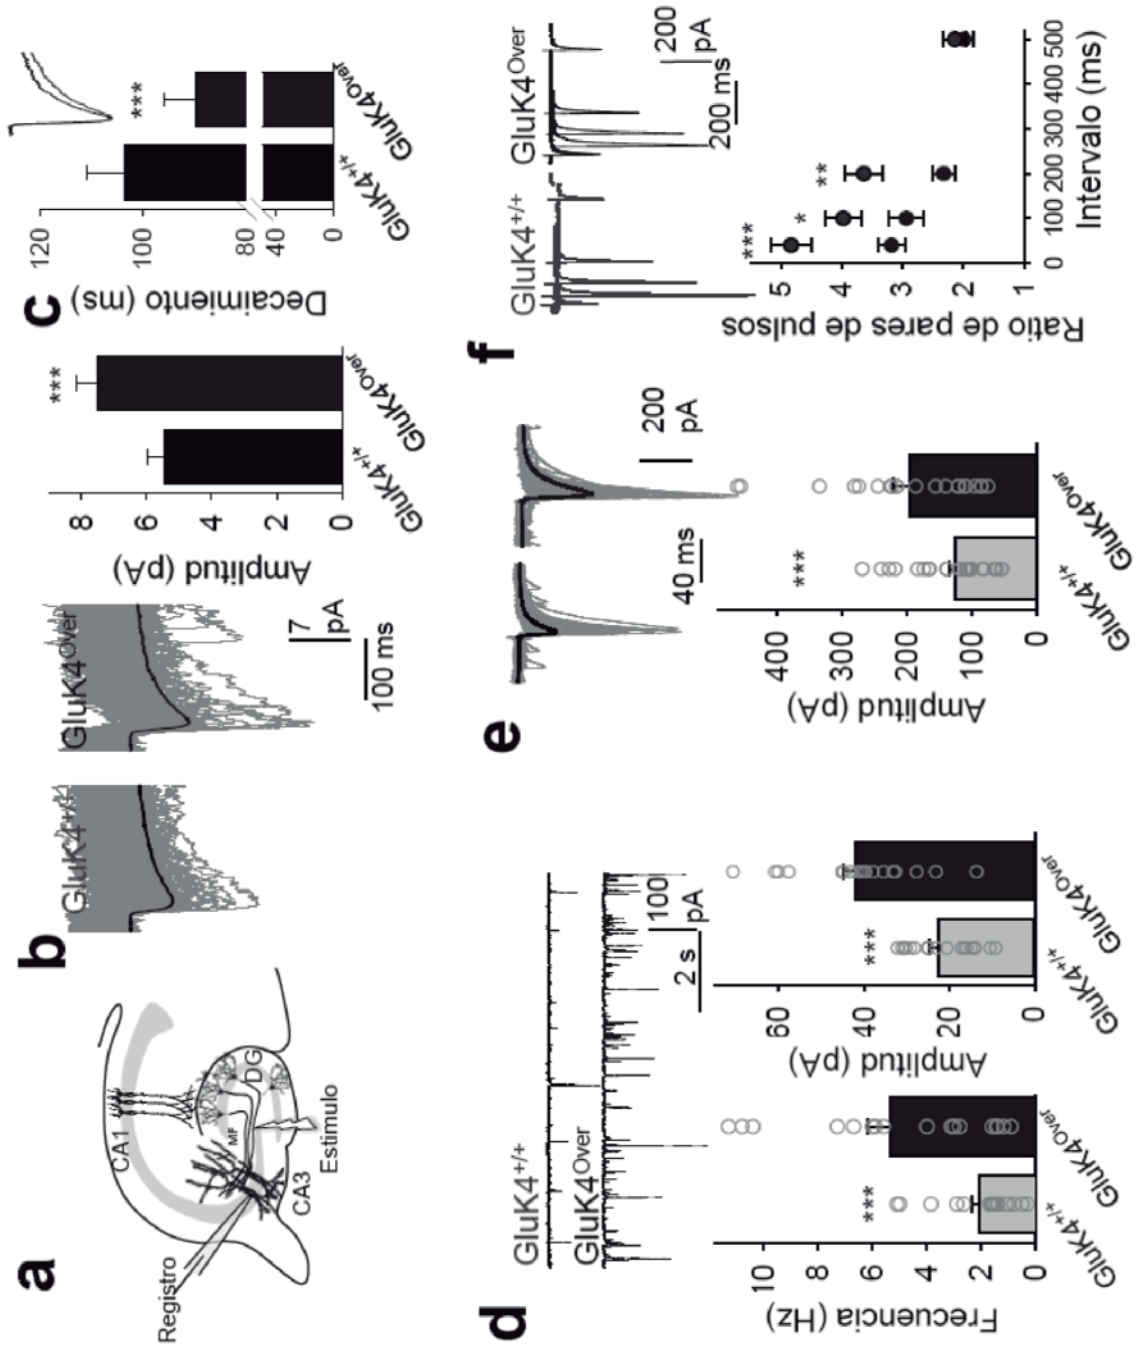 a
Registro
CA1
CA3
MF
DG
Estimulo
b
GluK4+/+
GluK4Over
7
pA
100 ms
Amplitud (pA)
8
6
4
2
0
***
GluK4+/+
GluK4Over
c
Decaimiento (ms)
120
100
80
40
0
***
GluK4+/+
GluK4Over
d
GluK4+/+
GluK4Over
100
pA
2 s
Frecuencia (Hz)
10
8
6
4
2
0
***
GluK4+/+
GluK4Over
Amplitud (pA)
60
40
20
0
***
GluK4+/+
GluK4Over
e
200
pA
40 ms
Amplitud (pA)
400
300
200
100
0
***
GluK4+/+
GluK4Over
f
GluK4+/+
GluK4Over
200
pA
200 ms
Ratio de pares de pulsos
5
4
3
2
1
***
*
**
0 100 200 300 400 500
Intervalo (ms)